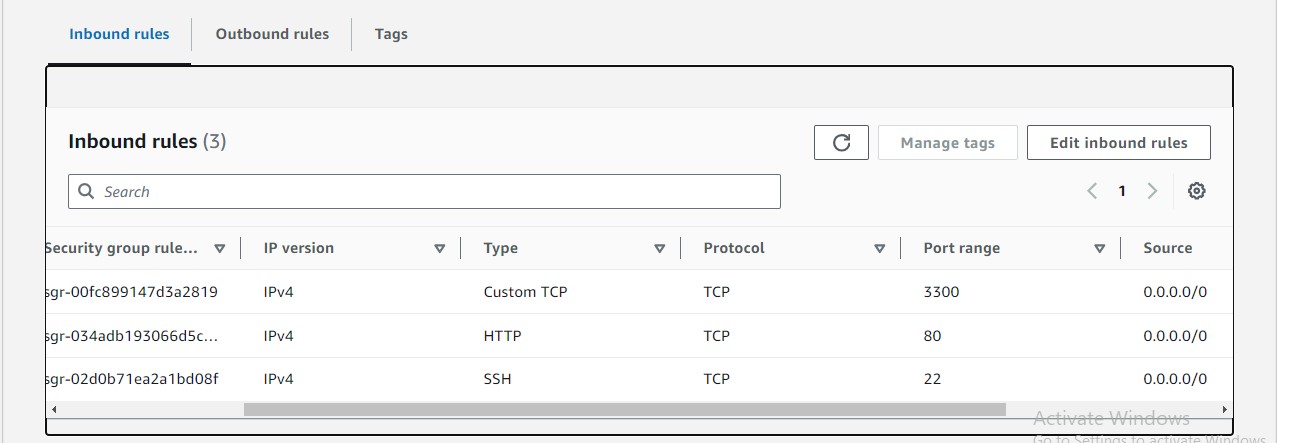 Inbound rules Outbound rules Tags
Inbound rules (3)
Manage tags Edit inbound rules
Search 1
Security group rule... IP version Type Protocol Port range Source
sgr-00fc899147d3a2819 IPv4 Custom TCP TCP 3300 0.0.0.0/0
sgr-034adb193066d5c... IPv4 HTTP TCP 80 0.0.0.0/0
sgr-02d0b71ea2a1bd08f IPv4 SSH TCP 22 0.0.0.0/0
Activate Windows
Go to Settings to activate Windows.